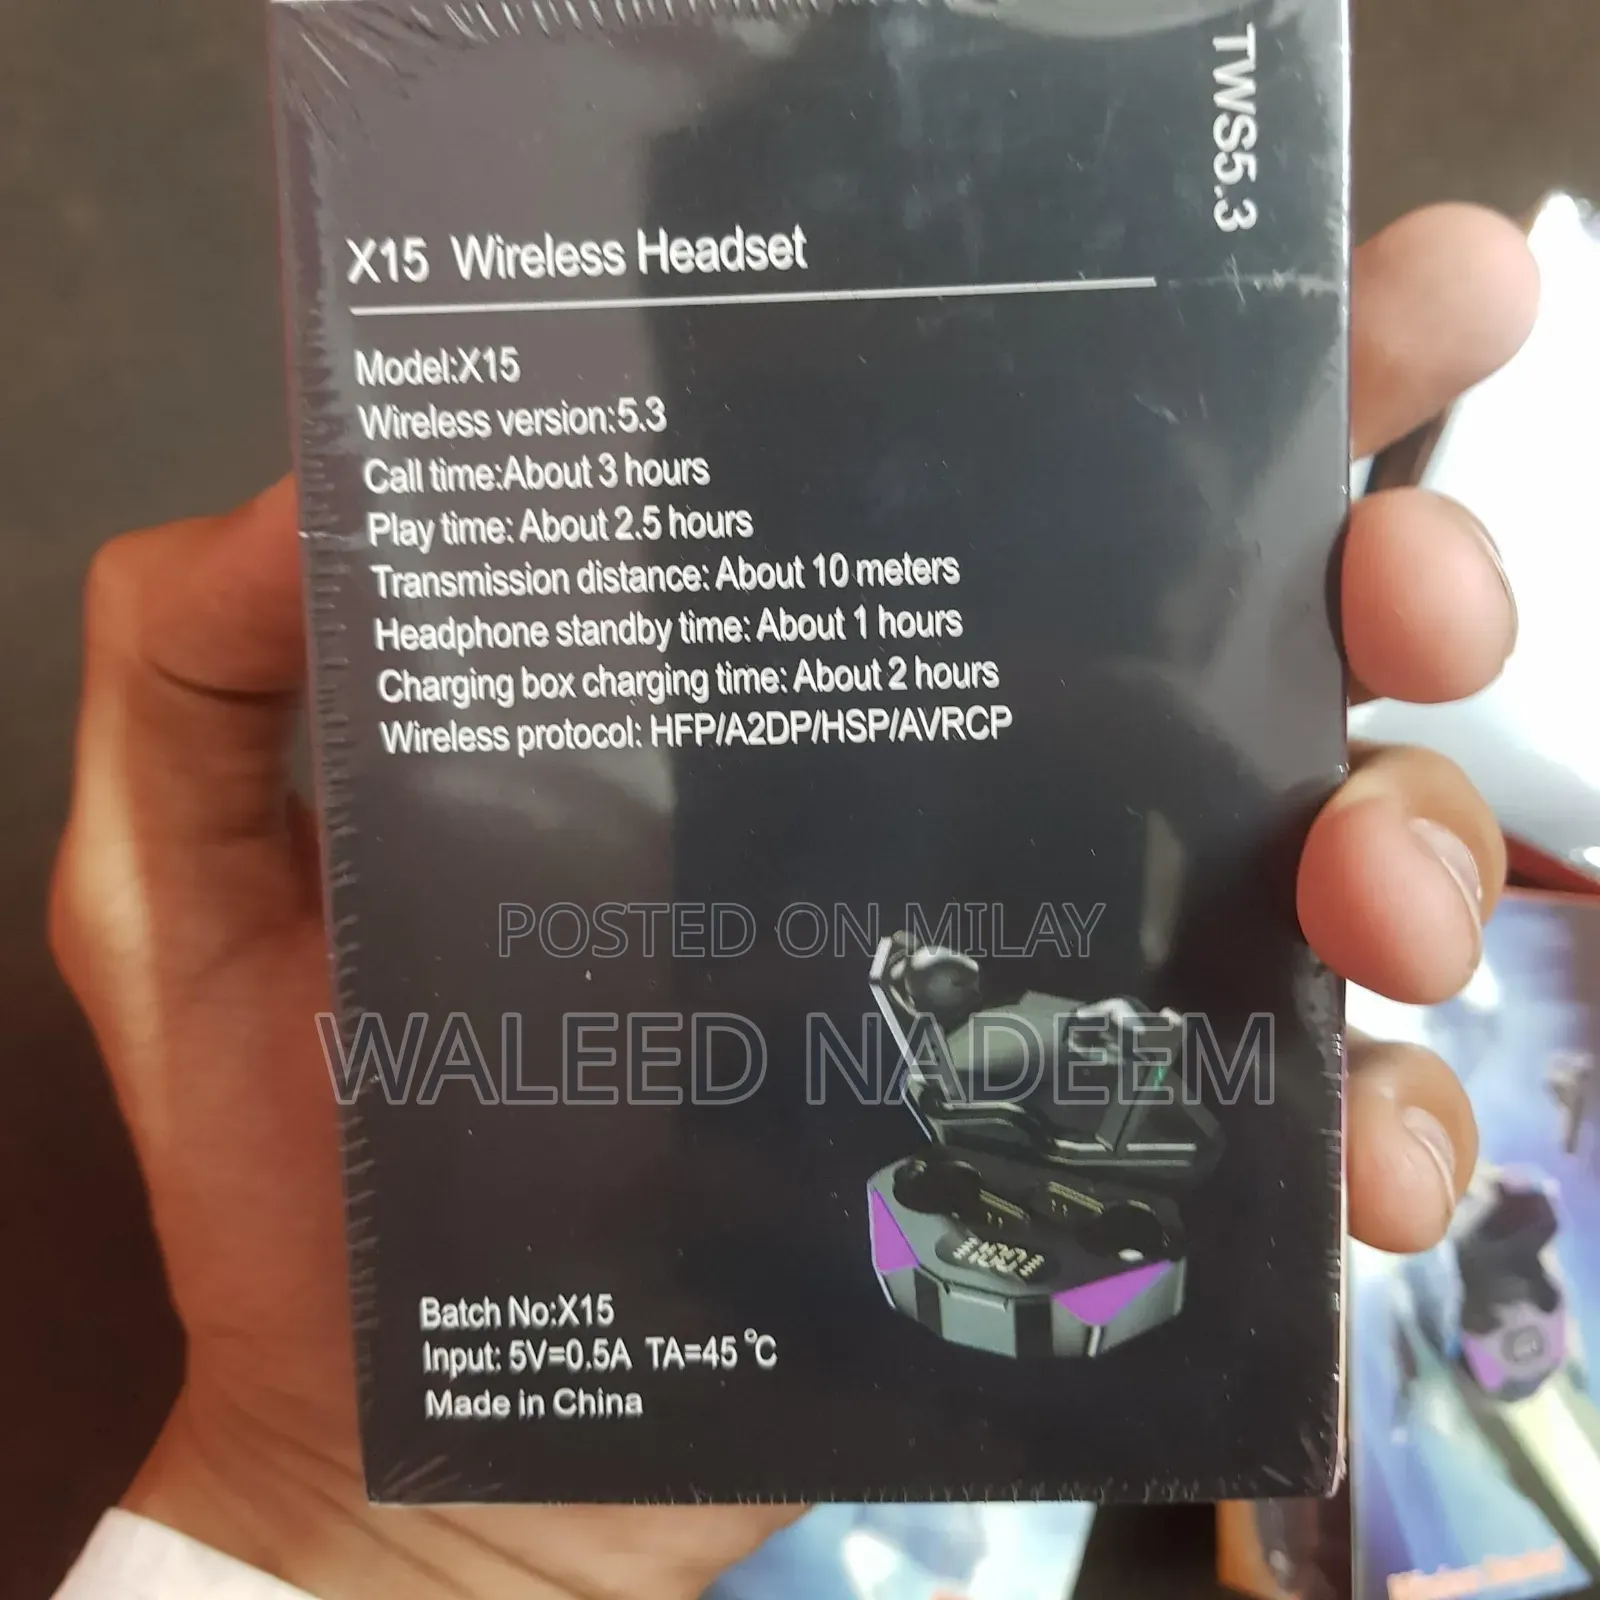 TWS5.3
X15 Wireless Headset
Model:X15
Wireless version:5.3
Call time:About 3 hours
Play time: About 2.5 hours
Transmission distance: About 10 meters
Headphone standby time: About 1 hours
Charging box charging time: About 2 hours
Wireless protocol: HFP/A2DP/HSP/AVRCP
POSTED ON MILAY
WALEED NADEEM
100
Batch No:X15
Input: 5V=0.5A TA=45℃
Made in China